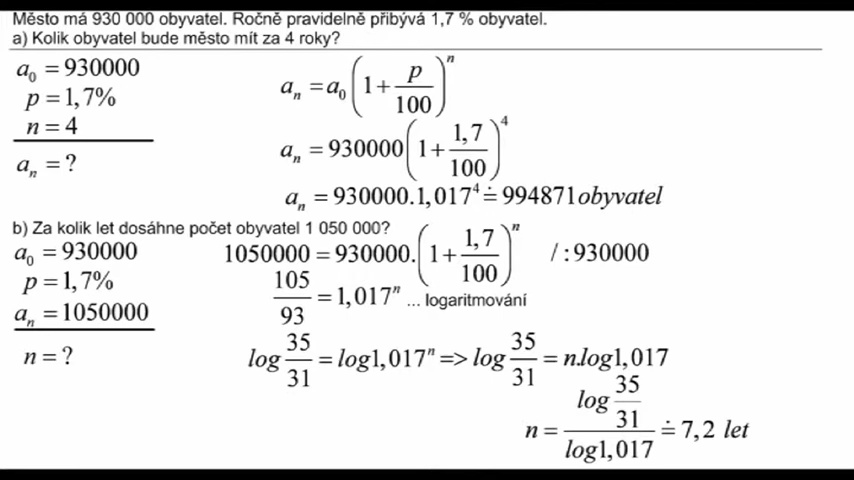 Město má 930 000 obyvatel. Ročně pravidelně přibývá 1,7 % obyvatel.
a) Kolik obyvatel bude město mít za 4 roky?
a₀ = 930000
p = 1,7%
n = 4
aₙ = ?
aₙ = a₀ (1 + p/100)ⁿ
aₙ = 930000 (1 + 1,7/100)⁴
aₙ = 930000.1,017⁴ ≐ 994871 obyvatel
b) Za kolik let dosáhne počet obyvatel 1 050 000?
a₀ = 930000
p = 1,7%
aₙ = 1050000
n = ?
1050000 = 930000. (1 + 1,7/100)ⁿ / : 930000
105/93 = 1,017ⁿ ... logaritmování
log 35/31 = log1,017ⁿ => log 35/31 = n.log1,017
n = log 35/31 / log1,017 ≐ 7,2 let